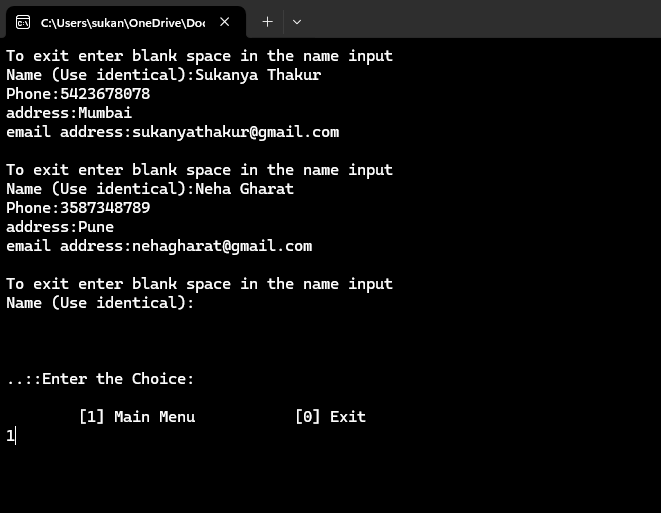 C:\Users\sukan\OneDrive\Doc
To exit enter blank space in the name input
Name (Use identical):Sukanya Thakur
Phone:5423678078
address:Mumbai
email address:sukanyathakur@gmail.com
To exit enter blank space in the name input
Name (Use identical):Neha Gharat
Phone:3587348789
address:Pune
email address:nehagharat@gmail.com
To exit enter blank space in the name input
Name (Use identical):
..::Enter the Choice:
[1] Main Menu [0] Exit
1